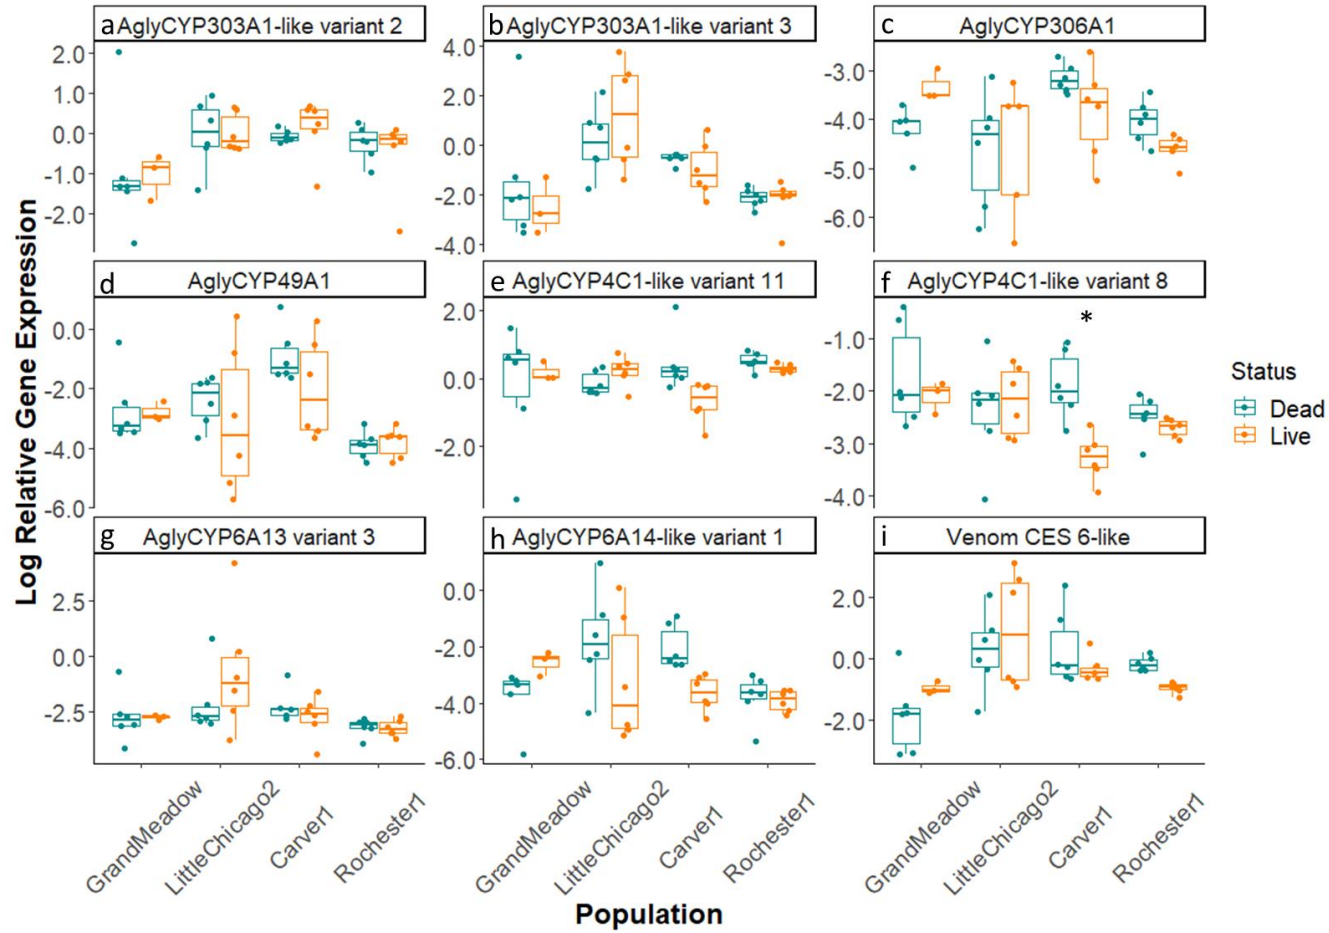 a AglyCYP303A1-like variant 2
b AglyCYP303A1-like variant 3
c AglyCYP306A1
2.0
1.0
0.0
-1.0
-2.0
4.0
2.0
0.0
-2.0
-4.0
-3.0
-4.0
-5.0
-6.0
d AglyCYP49A1
e AglyCYP4C1-like variant 11
f AglyCYP4C1-like variant 8
0.0
-2.0
-4.0
-6.0
2.0
0.0
-2.0
*
-1.0
-2.0
-3.0
-4.0
g AglyCYP6A13 variant 3
h AglyCYP6A14-like variant 1
i Venom CES 6-like
2.5
0.0
-2.5
0.0
-2.0
-4.0
-6.0
2.0
0.0
-2.0
Log Relative Gene Expression
GrandMeadow
LittleChicago2
Carver1
Rochester1
GrandMeadow
LittleChicago2
Carver1
Rochester1
GrandMeadow
LittleChicago2
Carver1
Rochester1
Population
Status
Dead
Live